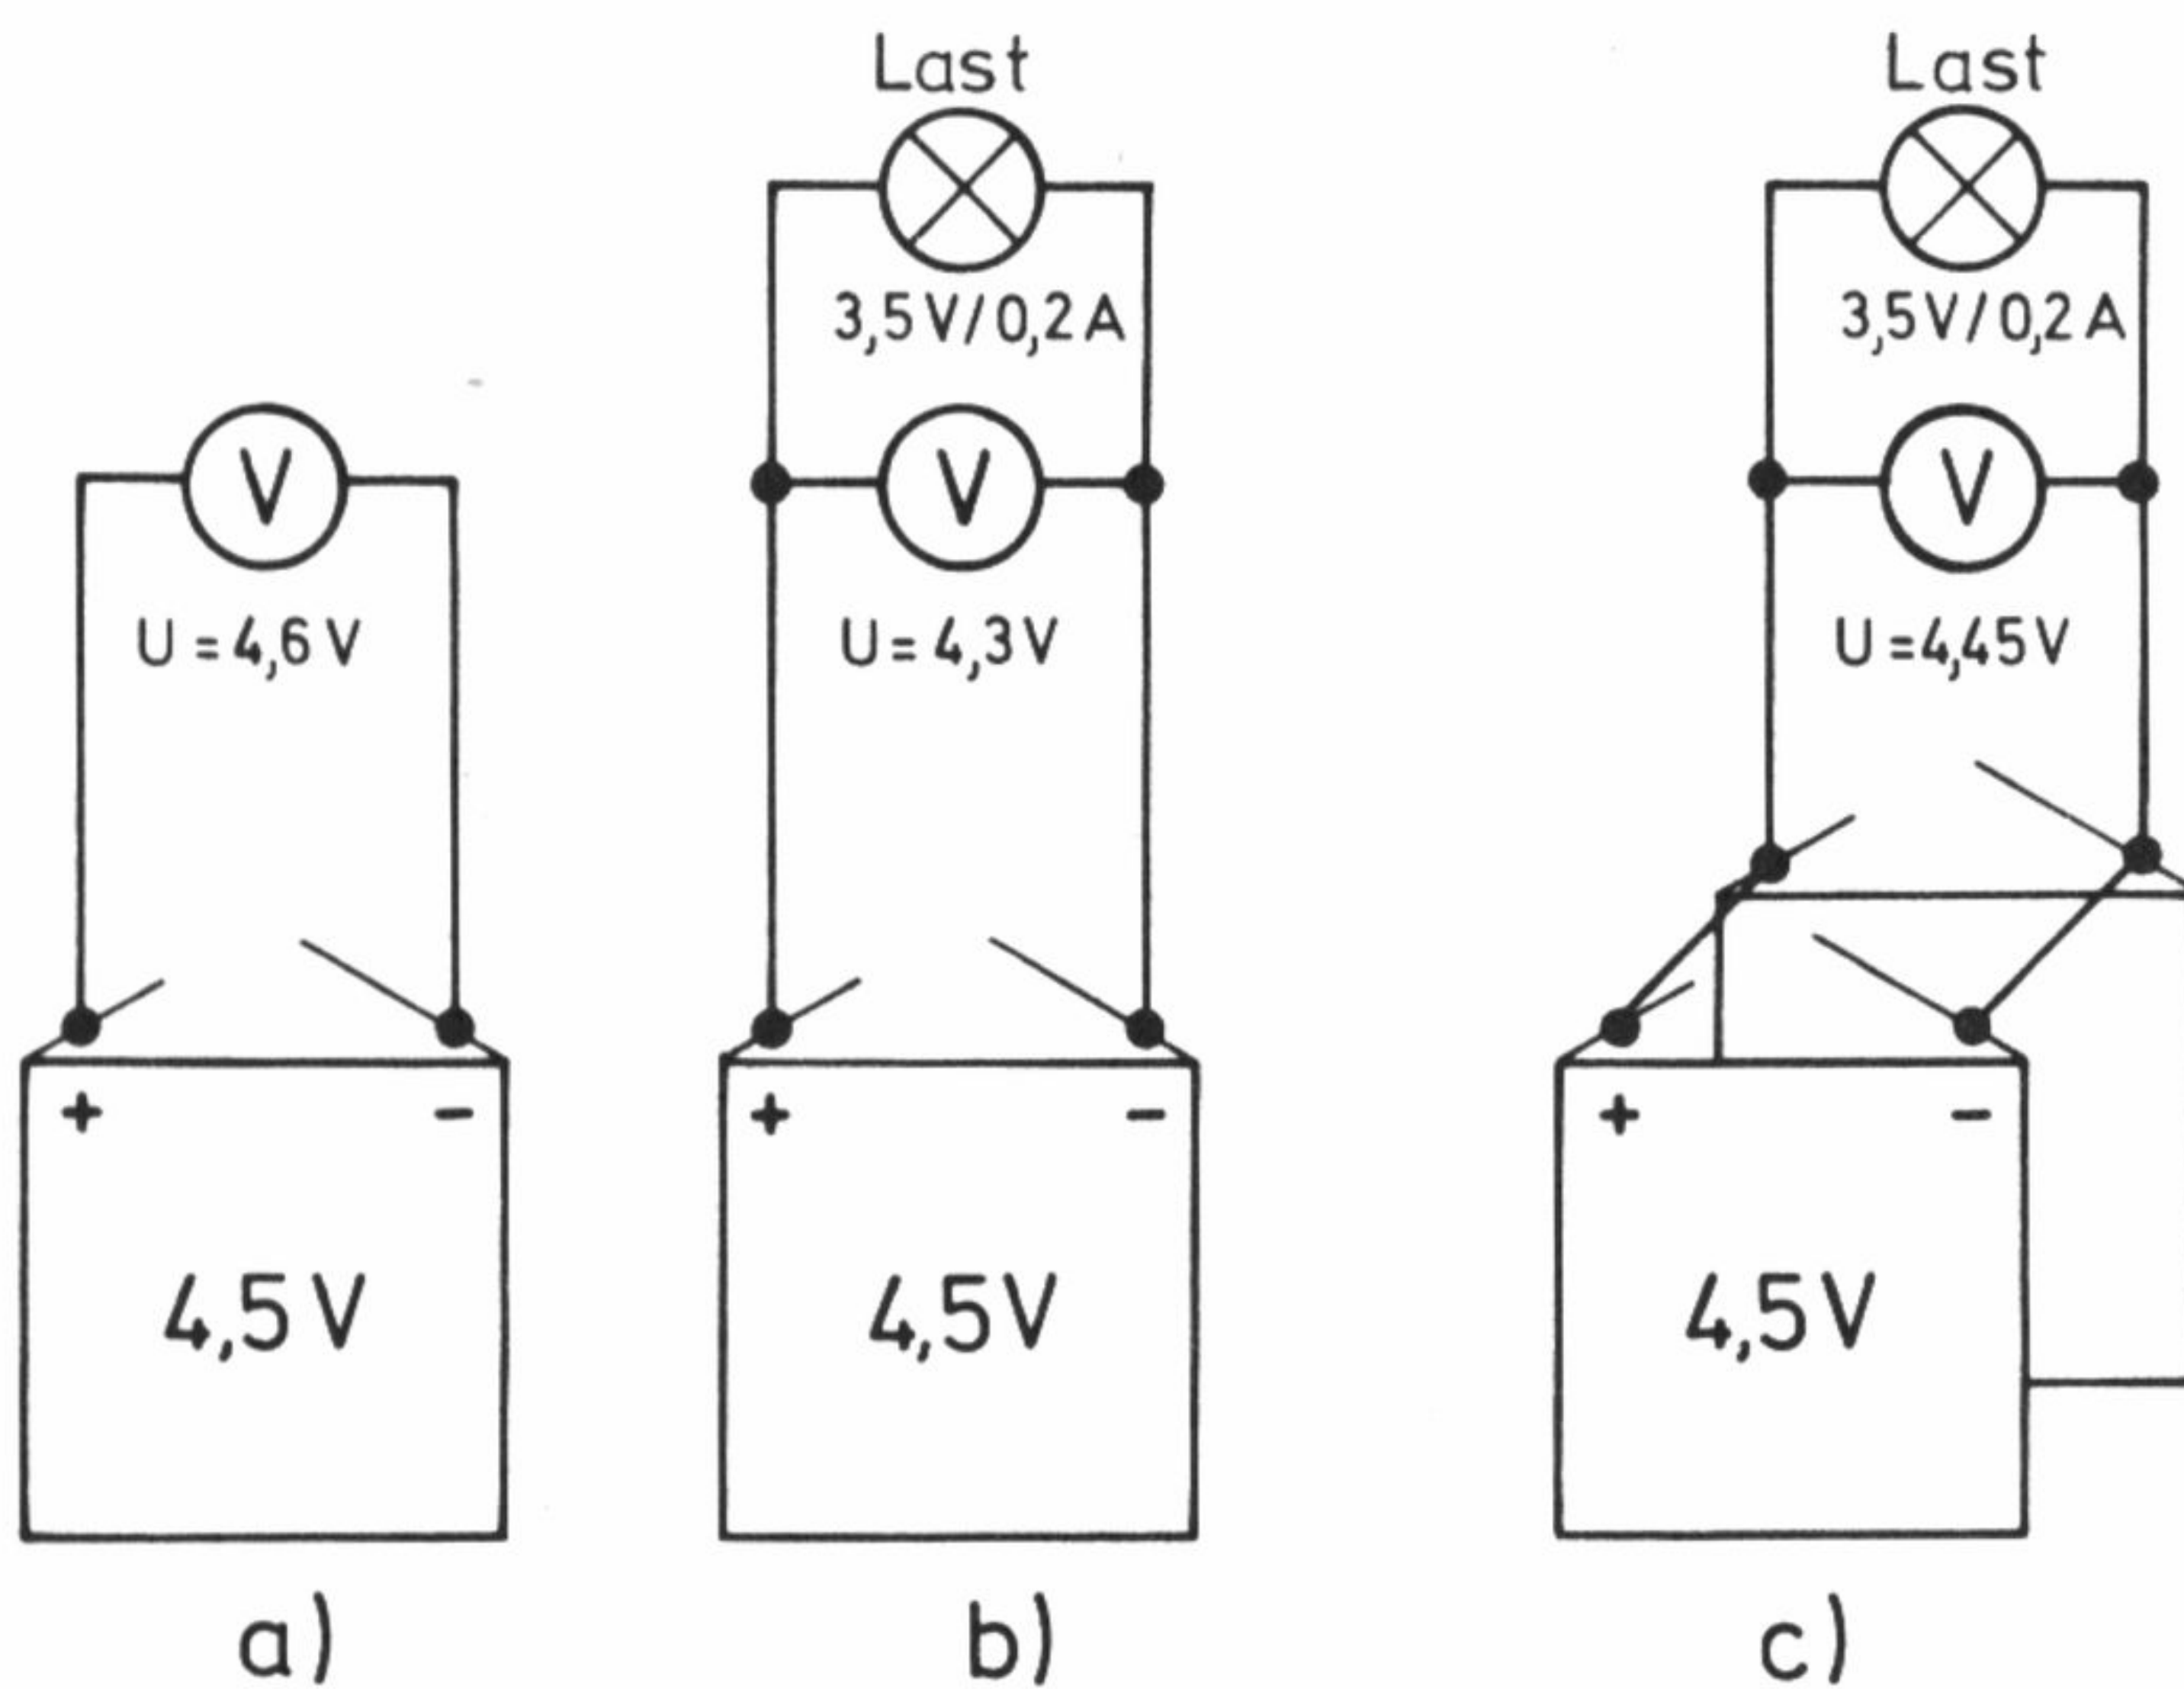 Last
3,5V/0,2A
V
U=4,6V
V
U=4,3V
Last
3,5V/0,2A
V
U=4,45V
+ −
4,5V
+ −
4,5V
+ −
4,5V
a)
b)
c)